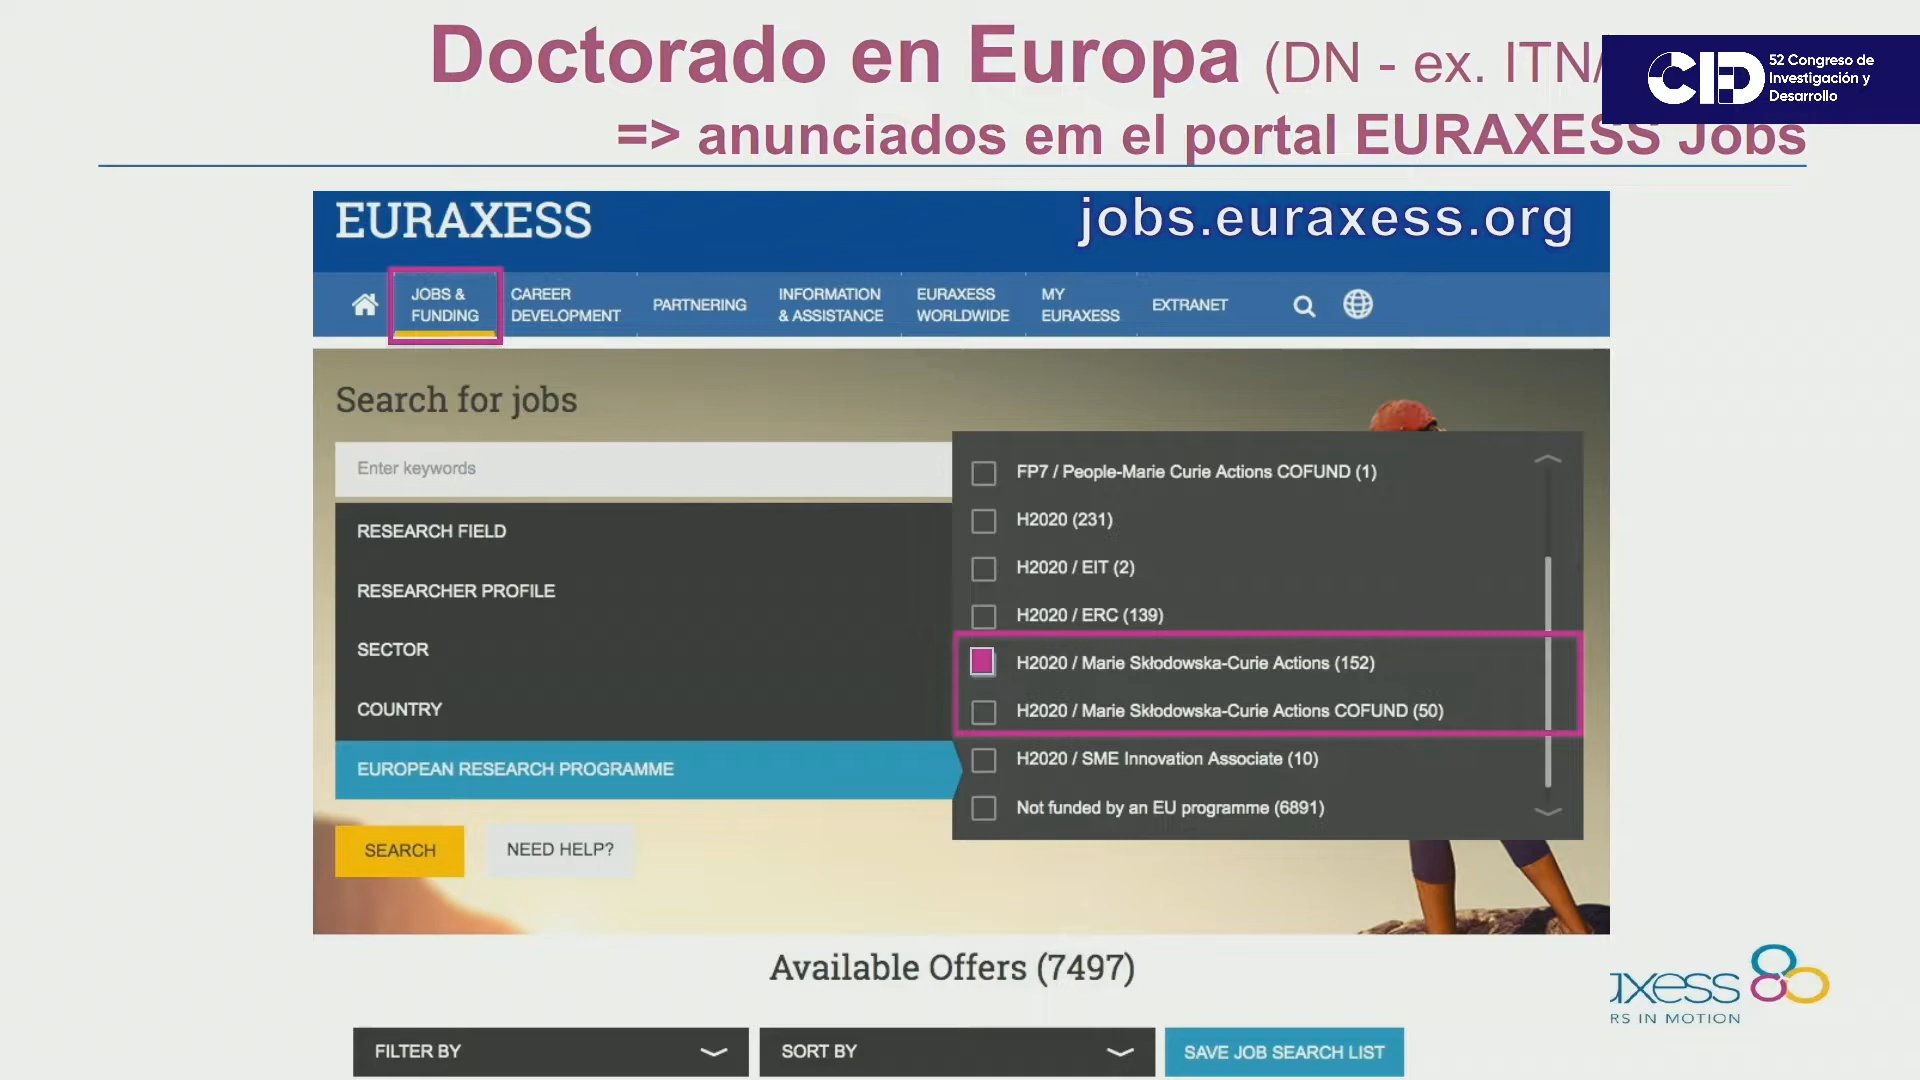 Doctorado en Europa (DN - ex. ITN/
=> anunciados em el portal EURAXESS Jobs
CID
52 Congreso de
Investigación y
Desarrollo
EURAXESS
jobs.euraxess.org
JOBS &
FUNDING
CAREER
DEVELOPMENT
PARTNERING
INFORMATION
& ASSISTANCE
EURAXESS
WORLDWIDE
MY
EURAXESS
EXTRANET
Search for jobs
Enter keywords
RESEARCH FIELD
RESEARCHER PROFILE
SECTOR
COUNTRY
EUROPEAN RESEARCH PROGRAMME
FP7 / People-Marie Curie Actions COFUND (1)
H2020 (231)
H2020 / EIT (2)
H2020 / ERC (139)
H2020 / Marie Skłodowska-Curie Actions (152)
H2020 / Marie Skłodowska-Curie Actions COFUND (50)
H2020 / SME Innovation Associate (10)
Not funded by an EU programme (6891)
SEARCH
NEED HELP?
Available Offers (7497)
FILTER BY
SORT BY
SAVE JOB SEARCH LIST
RS IN MOTION